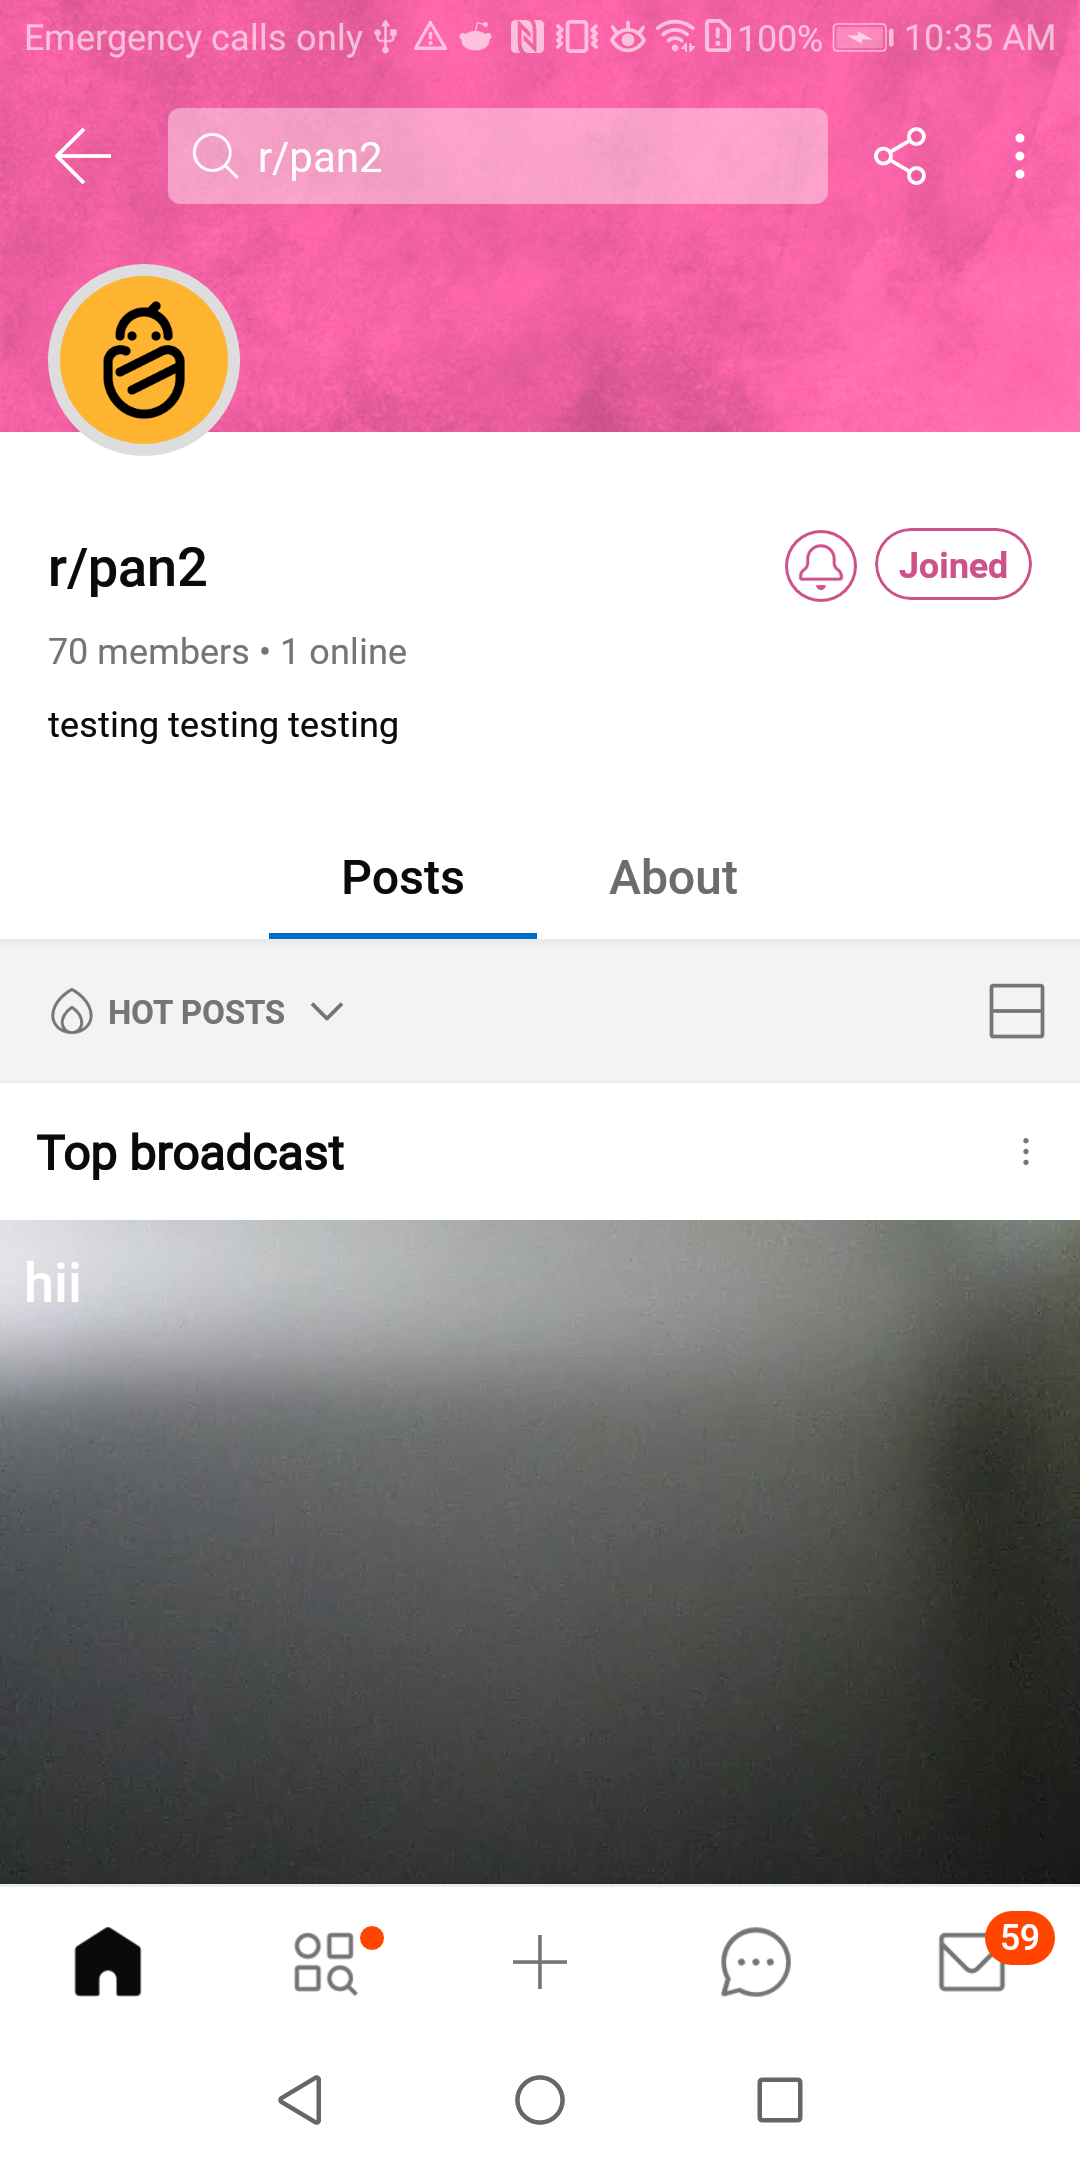 Emergency calls only 100% 10:35 AM
r/pan2
r/pan2
Joined
70 members • 1 online
testing testing testing
Posts About
HOT POSTS
Top broadcast
hii
59